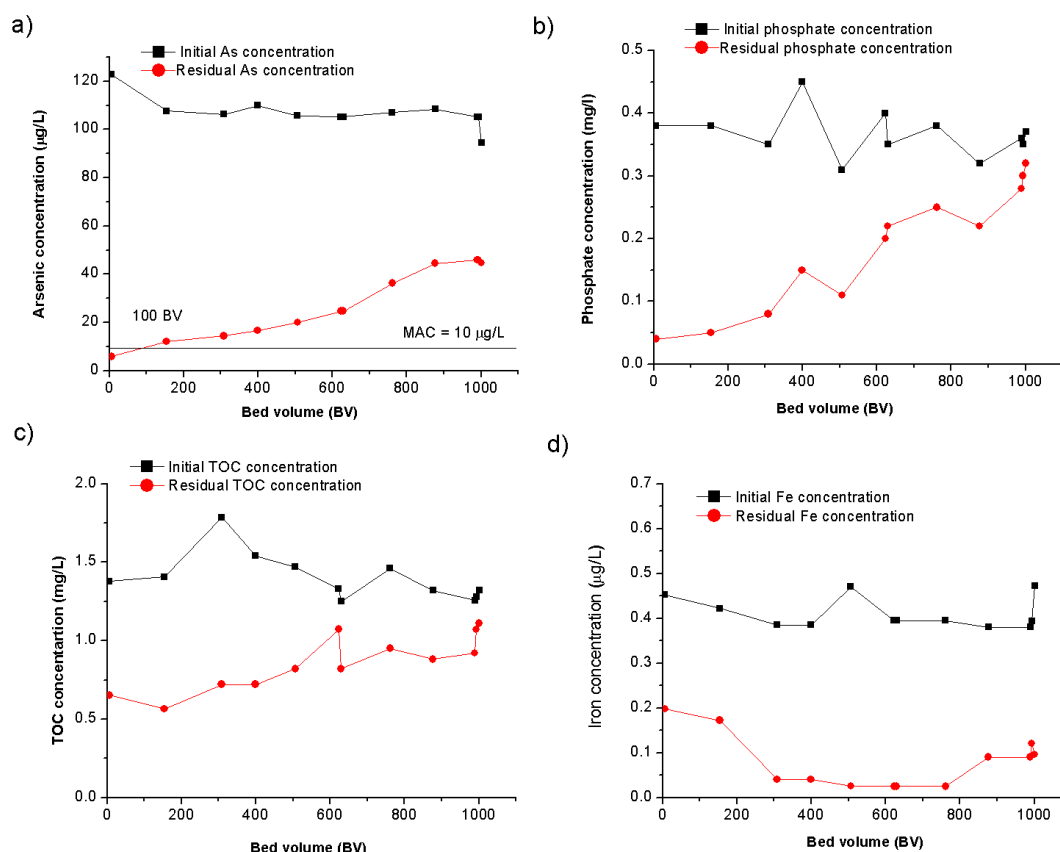 a)
Initial As concentration
Residual As concentration
120
100
80
60
40
20
0
Arsenic concentration (µg/L)
100 BV
MAC = 10 µg/L
0 200 400 600 800 1000
Bed volume (BV)
b)
Initial phosphate concentration
Residual phosphate concentration
0.5
0.4
0.3
0.2
0.1
0.0
Phosphate concentration (mg/l)
0 200 400 600 800 1000
Bed volume (BV)
c)
Initial TOC concentration
Residual TOC concentration
2.0
1.5
1.0
0.5
0.0
TOC concentartion (mg/L)
0 200 400 600 800 1000
Bed volume (BV)
d)
Initial Fe concentration
Residual Fe concentration
0.7
0.6
0.5
0.4
0.3
0.2
0.1
0.0
Iron concentration (µg/L)
0 200 400 600 800 1000
Bed volume (BV)